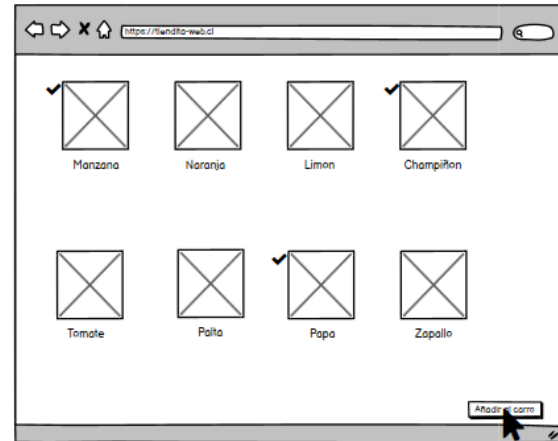 https://tiendita-web.cl
Manzana Naranja Limon Champiñon
Tomate Palta Papa Zapallo
Añadir al carro